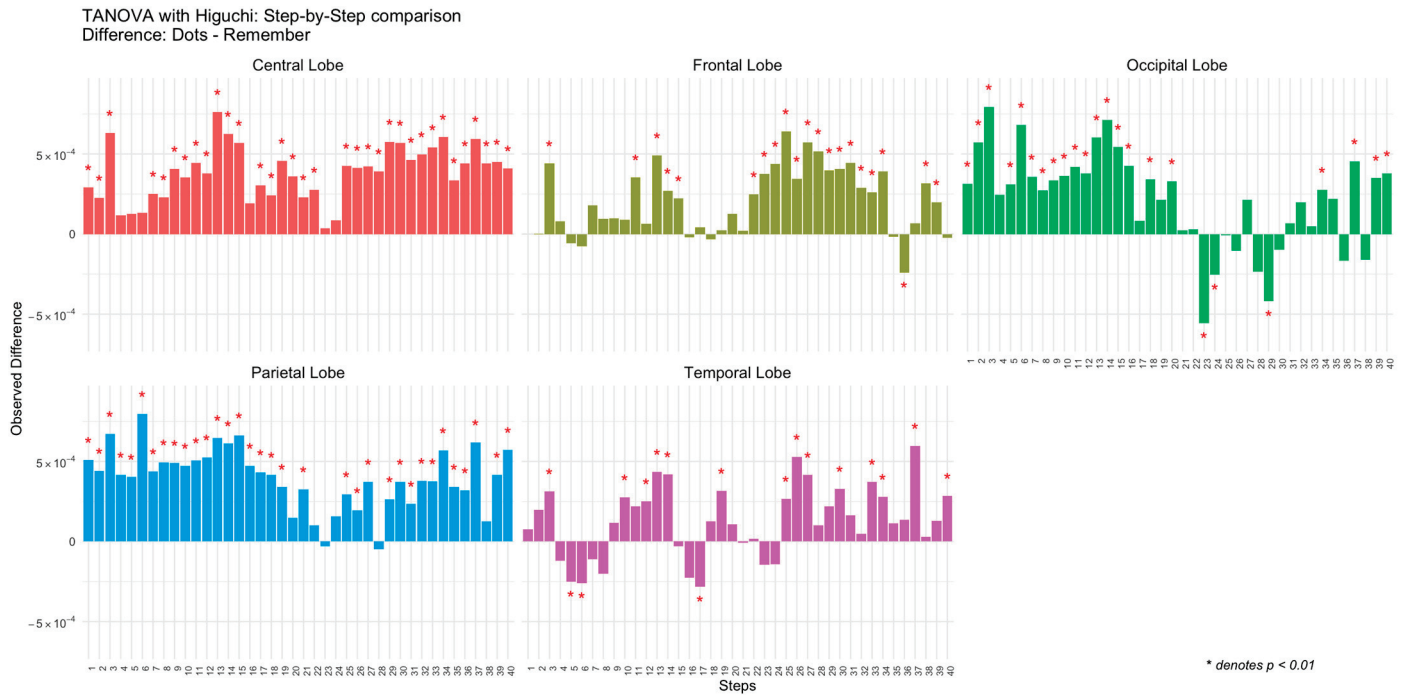 TANOVA with Higuchi: Step-by-Step comparison
Difference: Dots - Remember
Central Lobe
Frontal Lobe
Occipital Lobe
5×10⁻⁴
0
−5×10⁻⁴
1 2 3 4 5 6 7 8 9 10 11 12 13 14 15 16 17 18 19 20 21 22 23 24 25 26 27 28 29 30 31 32 33 34 35 36 37 38 39 40
Observed Difference
Parietal Lobe
Temporal Lobe
5×10⁻⁴
0
−5×10⁻⁴
1 2 3 4 5 6 7 8 9 10 11 12 13 14 15 16 17 18 19 20 21 22 23 24 25 26 27 28 29 30 31 32 33 34 35 36 37 38 39 40
1 2 3 4 5 6 7 8 9 10 11 12 13 14 15 16 17 18 19 20 21 22 23 24 25 26 27 28 29 30 31 32 33 34 35 36 37 38 39 40
Steps
* denotes p < 0.01